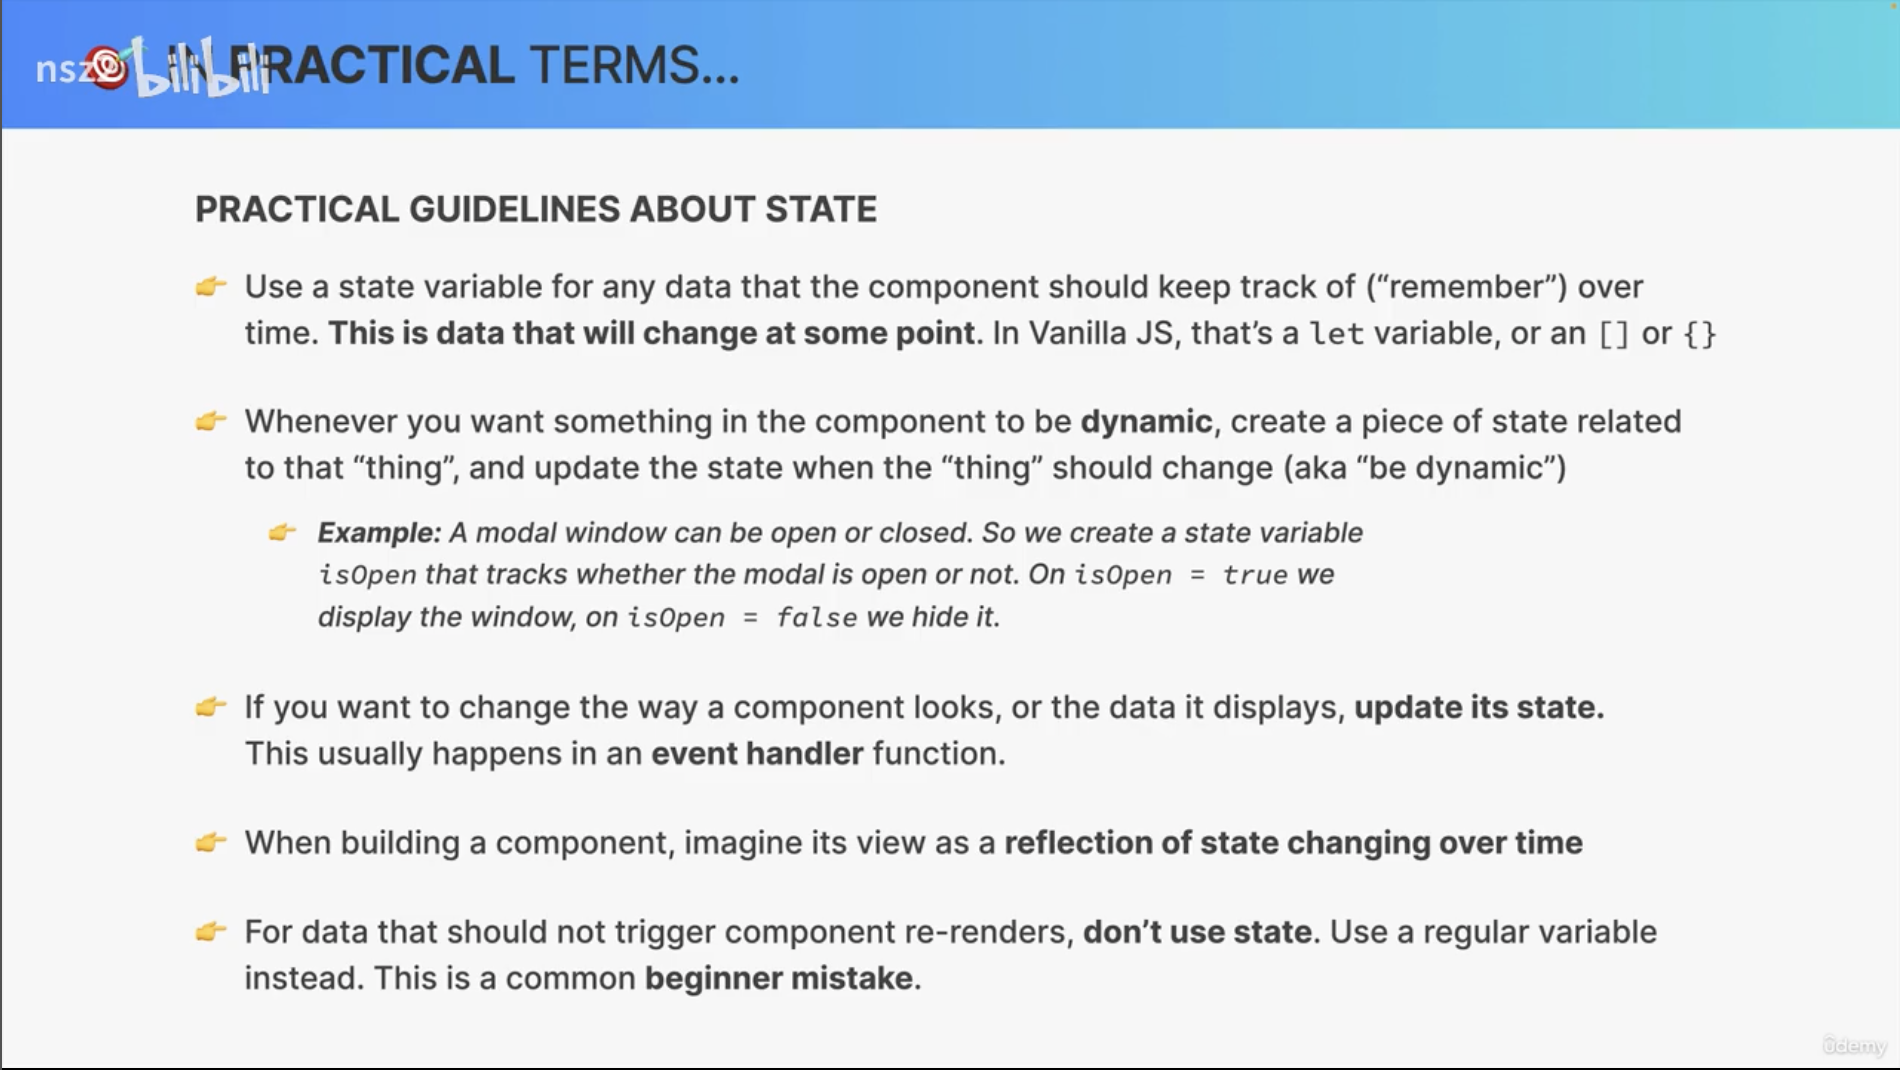 nsz
bilibili
IN PRACTICAL TERMS...
PRACTICAL GUIDELINES ABOUT STATE
Use a state variable for any data that the component should keep track of (“remember”) over
time. This is data that will change at some point. In Vanilla JS, that’s a let variable, or an [] or {}
Whenever you want something in the component to be dynamic, create a piece of state related
to that “thing”, and update the state when the “thing” should change (aka “be dynamic”)
Example: A modal window can be open or closed. So we create a state variable
isOpen that tracks whether the modal is open or not. On isOpen = true we
display the window, on isOpen = false we hide it.
If you want to change the way a component looks, or the data it displays, update its state.
This usually happens in an event handler function.
When building a component, imagine its view as a reflection of state changing over time
For data that should not trigger component re-renders, don’t use state. Use a regular variable
instead. This is a common beginner mistake.
ûdemy